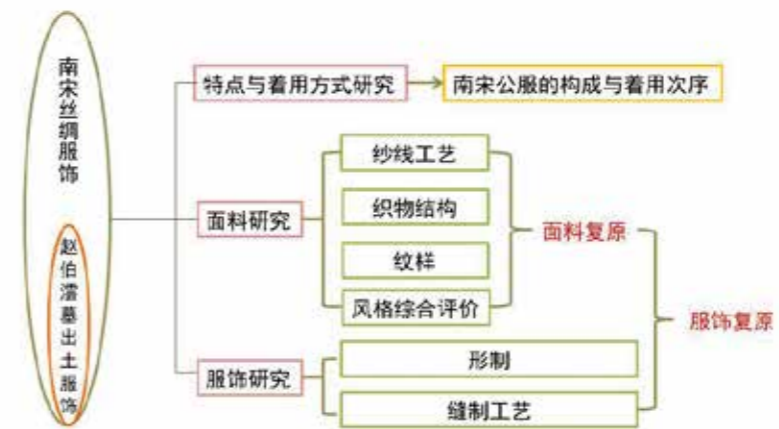 南宋丝绸服饰
赵伯澐墓出土服饰
特点与着用方式研究
南宋公服的构成与着用次序
面料研究
纱线工艺
织物结构
纹样
风格综合评价
面料复原
服饰研究
形制
缝制工艺
服饰复原